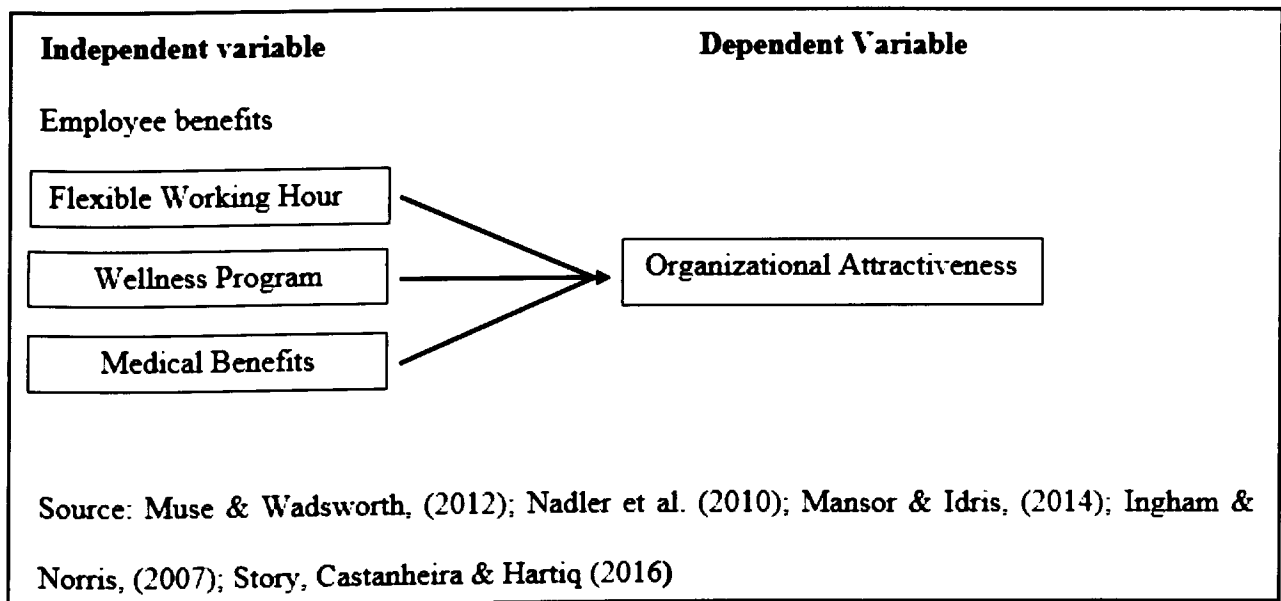 Independent variable
Dependent Variable
Employee benefits
Flexible Working Hour
Wellness Program
Organizational Attractiveness
Medical Benefits
Source: Muse & Wadsworth, (2012); Nadler et al. (2010); Mansor & Idris, (2014); Ingham &
Norris, (2007); Story, Castanheira & Hartiq (2016)